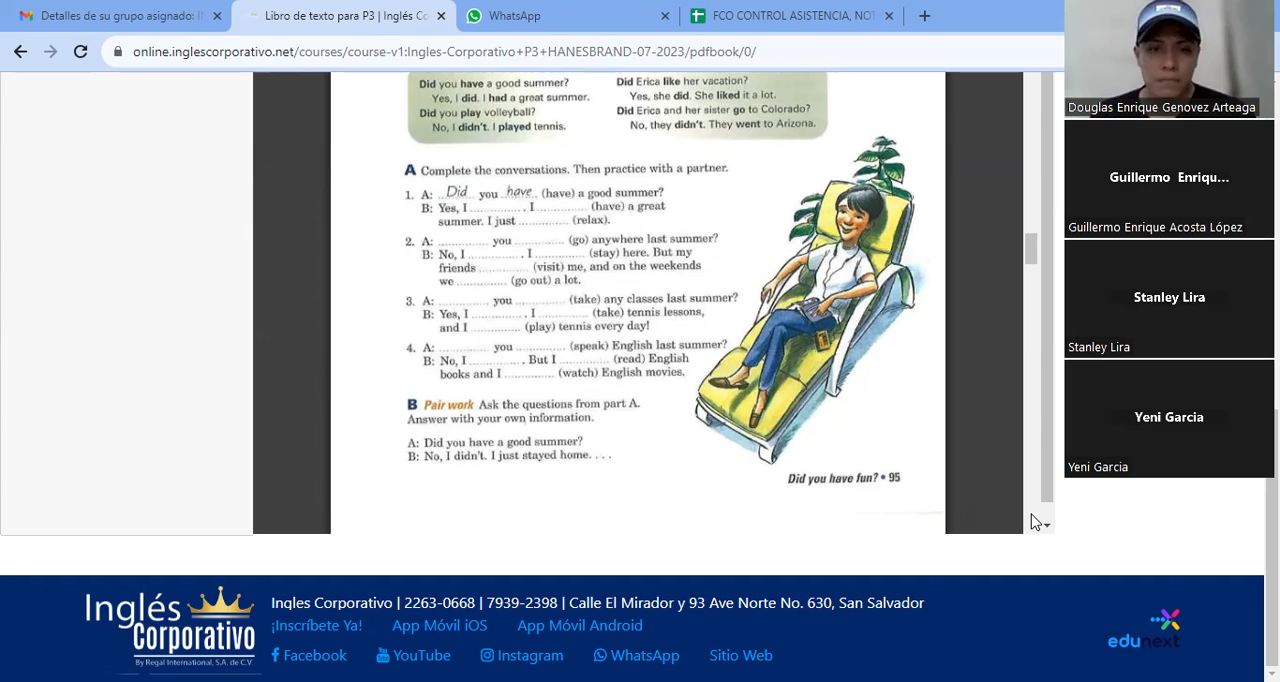 Detalles de su grupo asignado: I
Libro de texto para P3 | Inglés Co
WhatsApp
FCO CONTROL ASISTENCIA, NOT
online.inglescorporativo.net/courses/course-v1:Ingles-Corporativo+P3+HANESBRAND-07-2023/pdfbook/0/
Did you have a good summer?
Yes, I did. I had a great summer.
Did you play volleyball?
No, I didn't. I played tennis.
Did Erica like her vacation?
Yes, she did. She liked it a lot.
Did Erica and her sister go to Colorado?
No, they didn't. They went to Arizona.
A Complete the conversations. Then practice with a partner.
1. A: Did you have (have) a good summer?
B: Yes, I ............ . I ............ (have) a great
summer. I just ............ (relax).
2. A: ............ you ............ (go) anywhere last summer?
B: No, I ............ . I ............ (stay) here. But my
friends ............ (visit) me, and on the weekends
we ............ (go out) a lot.
3. A: ............ you ............ (take) any classes last summer?
B: Yes, I ............ . I ............ (take) tennis lessons,
and I ............ (play) tennis every day!
4. A: ............ you ............ (speak) English last summer?
B: No, I ............ . But I ............ (read) English
books and I ............ (watch) English movies.
B Pair work Ask the questions from part A.
Answer with your own information.
A: Did you have a good summer?
B: No, I didn't. I just stayed home. . . .
Did you have fun? • 95
Douglas Enrique Genovez Arteaga
Guillermo Enriqu...
Guillermo Enrique Acosta López
Stanley Lira
Stanley Lira
Yeni Garcia
Yeni Garcia
Inglés Corporativo
By Regal International, S.A. de C.V.
Ingles Corporativo | 2263-0668 | 7939-2398 | Calle El Mirador y 93 Ave Norte No. 630, San Salvador
¡Inscríbete Ya! App Móvil iOS App Móvil Android
Facebook YouTube Instagram WhatsApp Sitio Web
edunext